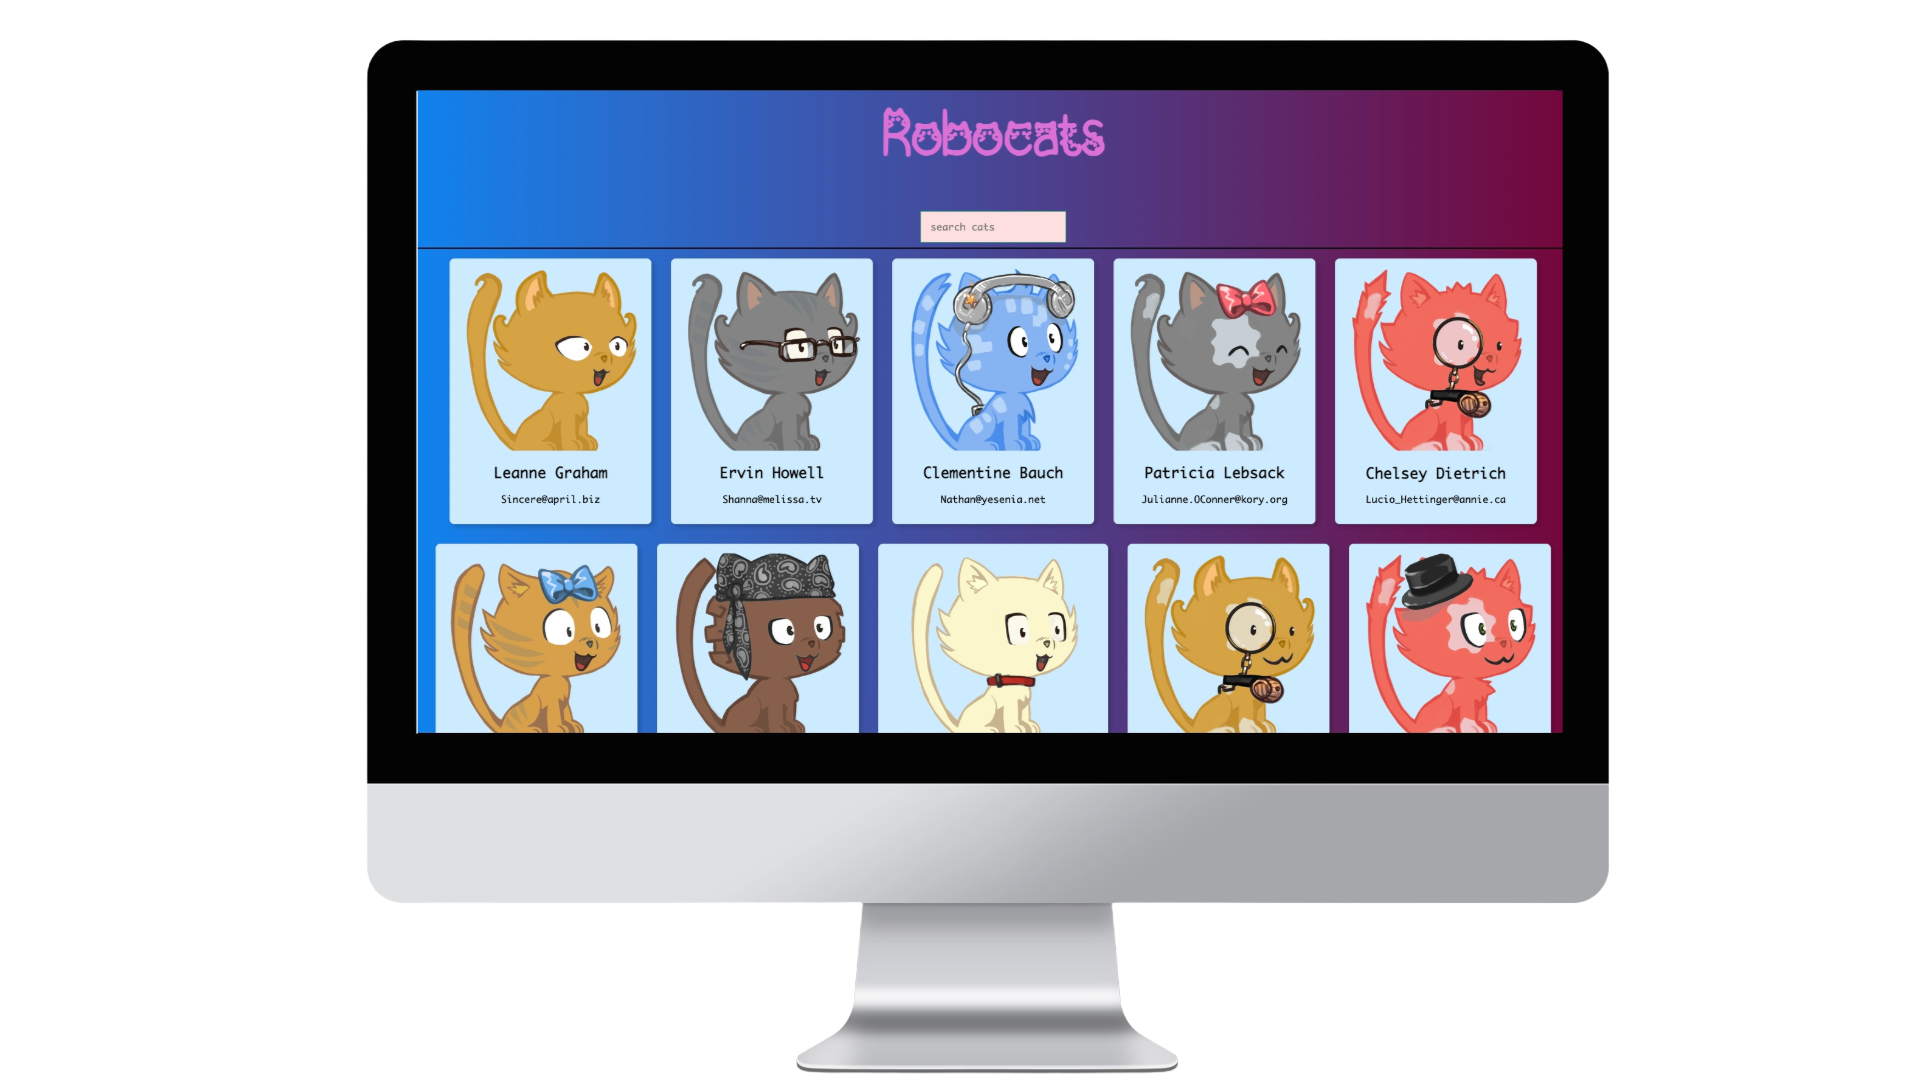 Robocats
search cats
Leanne Graham
Sincere@april.biz
Ervin Howell
Shanna@melissa.tv
Clementine Bauch
Nathan@yesenia.net
Patricia Lebsack
Julianne.OConner@kory.org
Chelsey Dietrich
Lucio_Hettinger@annie.ca